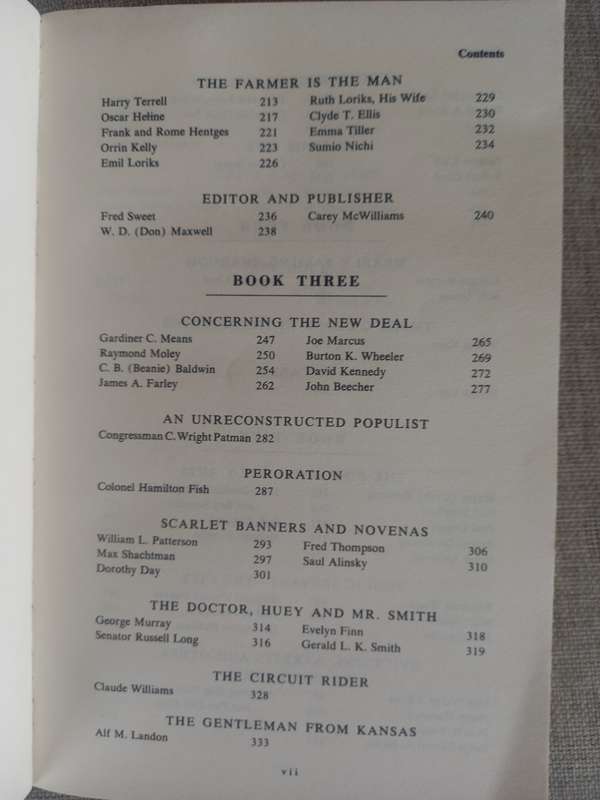 Contents
THE FARMER IS THE MAN
Harry Terrell 213 Ruth Loriks, His Wife 229
Oscar Heline 217 Clyde T. Ellis 230
Frank and Rome Hentges 221 Emma Tiller 232
Orrin Kelly 223 Sumio Nichi 234
Emil Loriks 226
EDITOR AND PUBLISHER
Fred Sweet 236 Carey McWilliams 240
W. D. (Don) Maxwell 238
BOOK THREE
CONCERNING THE NEW DEAL
Gardiner C. Means 247 Joe Marcus 265
Raymond Moley 250 Burton K. Wheeler 269
C. B. (Beanie) Baldwin 254 David Kennedy 272
James A. Farley 262 John Beecher 277
AN UNRECONSTRUCTED POPULIST
Congressman C. Wright Patman 282
PERORATION
Colonel Hamilton Fish 287
SCARLET BANNERS AND NOVENAS
William L. Patterson 293 Fred Thompson 306
Max Shachtman 297 Saul Alinsky 310
Dorothy Day 301
THE DOCTOR, HUEY AND MR. SMITH
George Murray 314 Evelyn Finn 318
Senator Russell Long 316 Gerald L. K. Smith 319
THE CIRCUIT RIDER
Claude Williams 328
THE GENTLEMAN FROM KANSAS
Alf M. Landon 333
vii